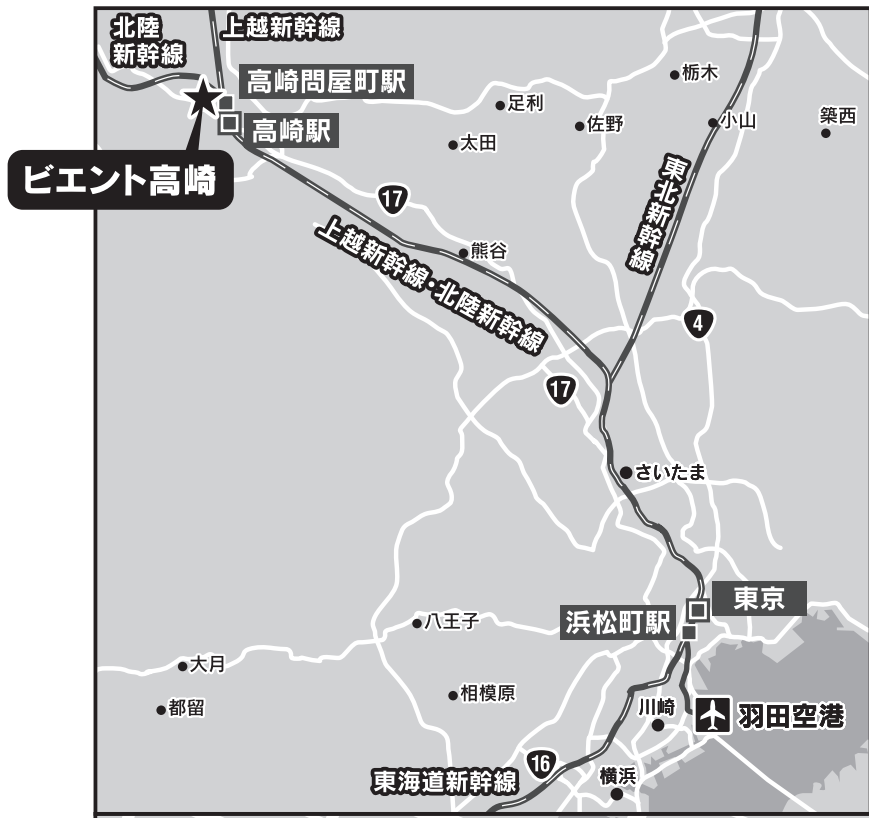 北陸
新幹線
上越新幹線
高崎問屋町駅
高崎駅
ビエント高崎
栃木
足利
佐野
小山
築西
太田
東北新幹線
17
熊谷
上越新幹線・北陸新幹線
4
17
さいたま
東京
浜松町駅
八王子
大月
都留
相模原
川崎
羽田空港
16
東海道新幹線
横浜